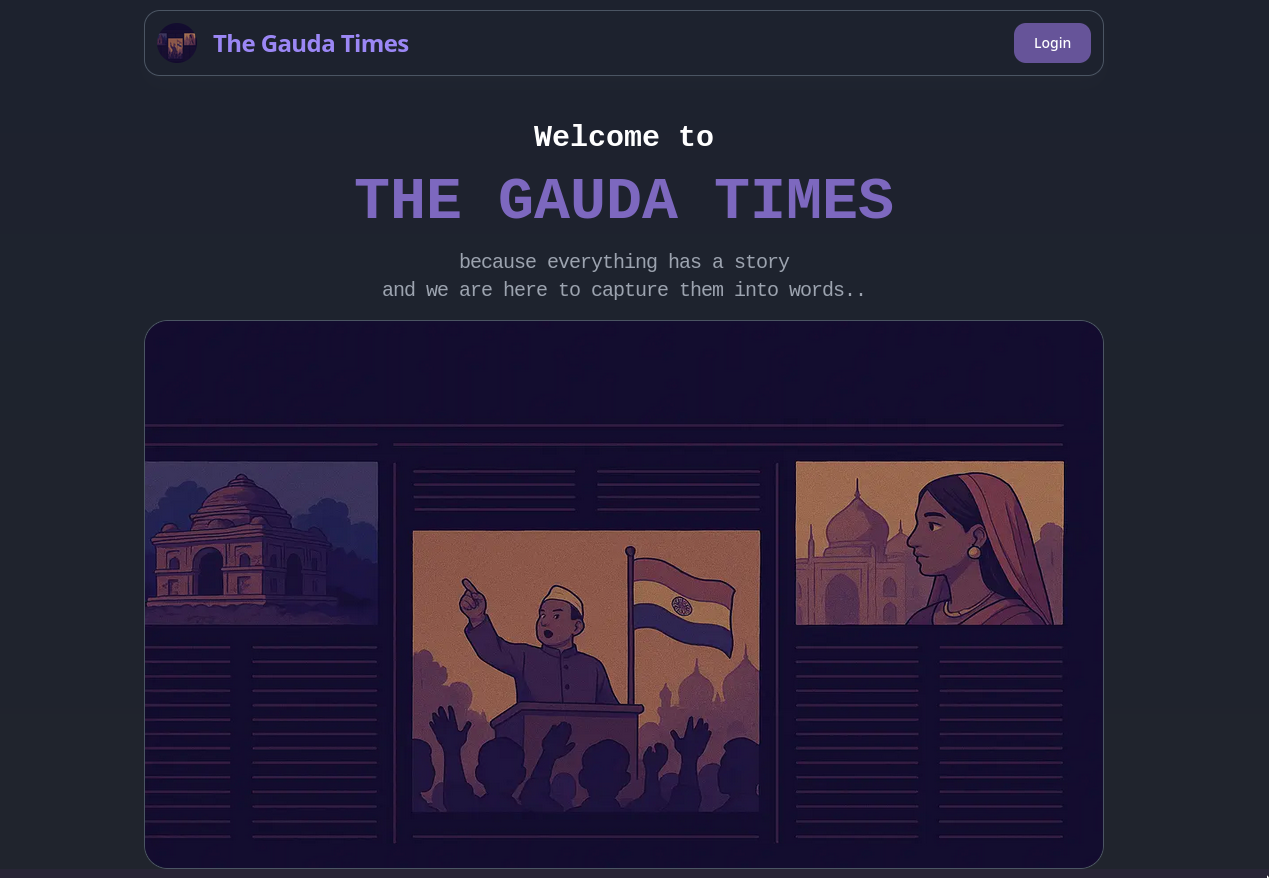 The Gauda Times
Login
Welcome to
THE GAUDA TIMES
because everything has a story
and we are here to capture them into words..